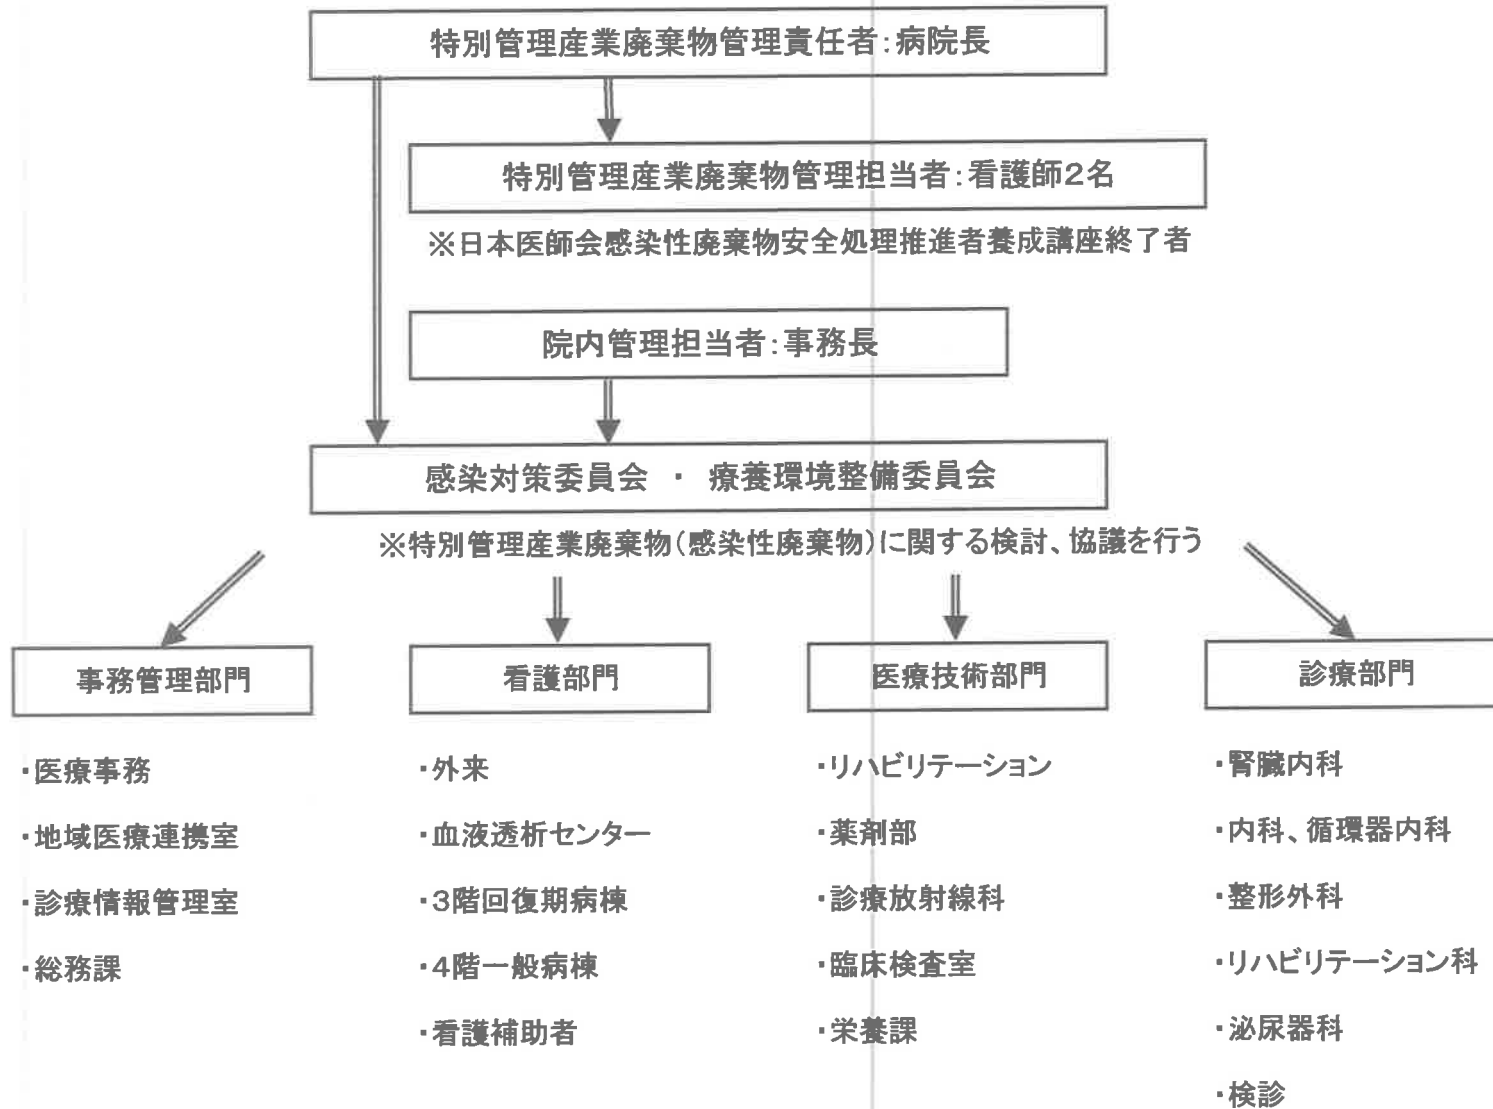 特別管理産業廃棄物管理責任者:病院長
特別管理産業廃棄物管理担当者:看護師2名
※日本医師会感染性廃棄物安全処理推進者養成講座終了者
院内管理担当者:事務長
感染対策委員会 ・ 療養環境整備委員会
※特別管理産業廃棄物(感染性廃棄物)に関する検討、協議を行う
事務管理部門
・医療事務
・地域医療連携室
・診療情報管理室
・総務課
看護部門
・外来
・血液透析センター
・3階回復期病棟
・4階一般病棟
・看護補助者
医療技術部門
・リハビリテーション
・薬剤部
・診療放射線科
・臨床検査室
・栄養課
診療部門
・腎臓内科
・内科、循環器内科
・整形外科
・リハビリテーション科
・泌尿器科
・検診